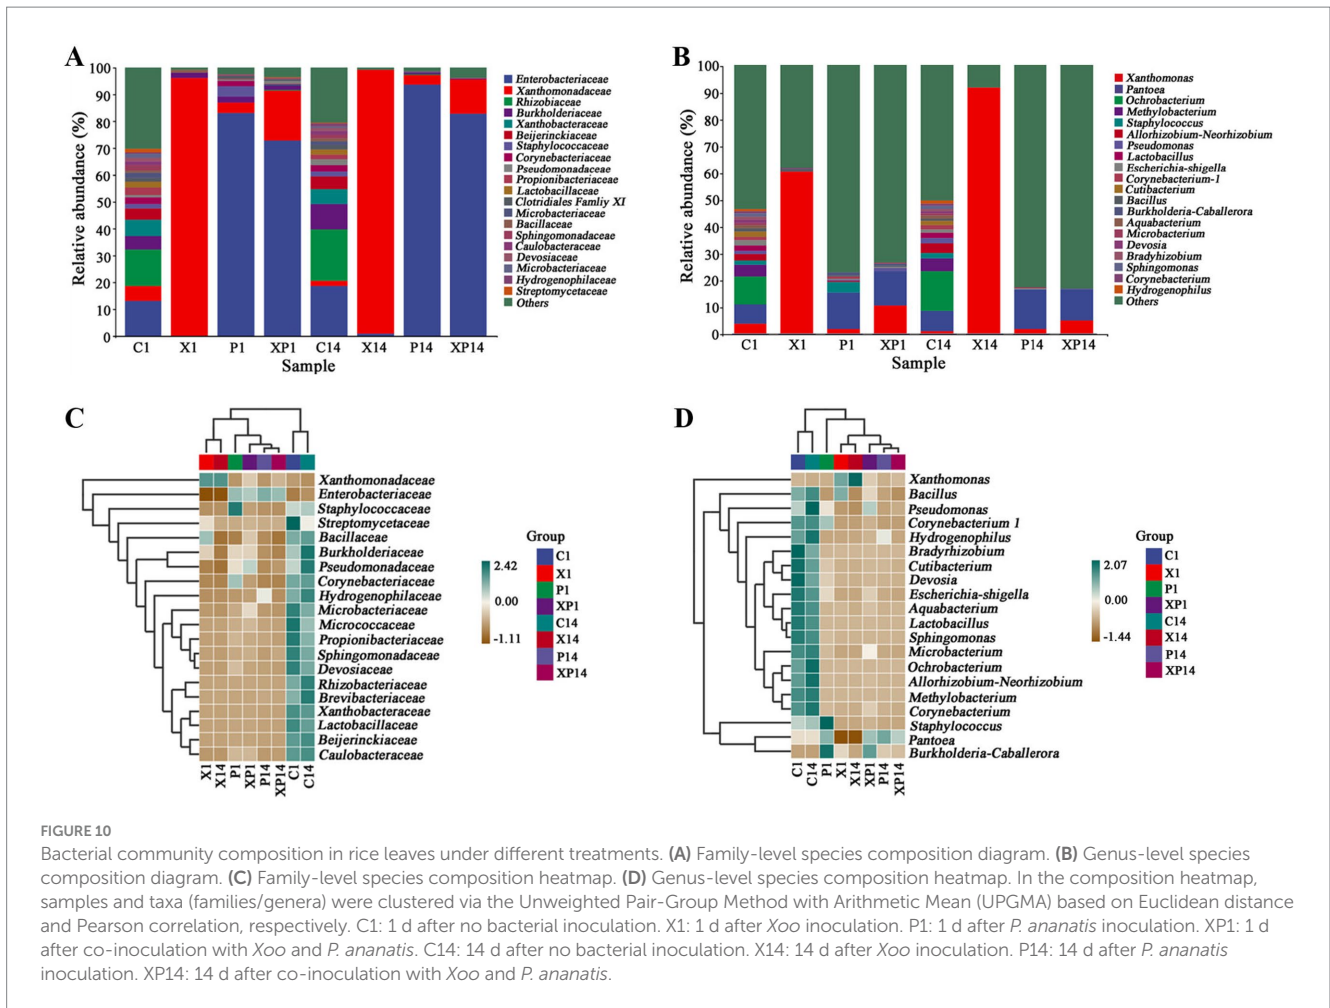 A
Relative abundance (%)
100
90
80
70
60
50
40
30
20
10
0
C1 X1 P1 XP1 C14 X14 P14 XP14
Sample
Enterobacteriaceae
Xanthomonadaceae
Rhizobiaceae
Burkholderiaceae
Xanthobacteraceae
Beijerinckiaceae
Staphylococcaceae
Corynebacteriaceae
Pseudomonadaceae
Propionibacteriaceae
Lactobacillaceae
Clotridiales Famliy XI
Microbacteriaceae
Bacillaceae
Sphingomonadaceae
Caulobacteraceae
Devosiaceae
Microbacteriaceae
Hydrogenophilaceae
Streptomycetaceae
Others
B
Relative abundance (%)
100
90
80
70
60
50
40
30
20
10
0
C1 X1 P1 XP1 C14 X14 P14 XP14
Sample
Xanthomonas
Pantoea
Ochrobacterium
Methylobacterium
Staphylococcus
Allorhizobium-Neorhizobium
Pseudomonas
Lactobacillus
Escherichia-shigella
Corynebacterium-1
Cutibacterium
Bacillus
Burkholderia-Caballerora
Aquabacterium
Microbacterium
Devosia
Bradyhizobium
Sphingomonas
Corynebacterium
Hydrogenophilus
Others
C
Xanthomonadaceae
Enterobacteriaceae
Staphylococcaceae
Streptomycetaceae
Bacillaceae
Burkholderiaceae
Pseudomonadaceae
Corynebacteriaceae
Hydrogenophilaceae
Microbacteriaceae
Micrococcaceae
Propionibacteriaceae
Sphingomonadaceae
Devosiaceae
Rhizobacteriaceae
Brevibacteriaceae
Xanthobacteraceae
Lactobacillaceae
Beijerinckiaceae
Caulobacteraceae
X1 X14 P1 XP1 P14 XP14 C1 C14
2.42
0.00
-1.11
Group
C1
X1
P1
XP1
C14
X14
P14
XP14
D
Xanthomonas
Bacillus
Pseudomonas
Corynebacterium 1
Hydrogenophilus
Bradyrhizobium
Cutibacterium
Devosia
Escherichia-shigella
Aquabacterium
Lactobacillus
Sphingomonas
Microbacterium
Ochrobacterium
Allorhizobium-Neorhizobium
Methylobacterium
Corynebacterium
Staphylococcus
Pantoea
Burkholderia-Caballerora
C1 C14 P1 X1 X14 XP1 P14 XP14
2.07
0.00
-1.44
Group
C1
X1
P1
XP1
C14
X14
P14
XP14
FIGURE 10
Bacterial community composition in rice leaves under different treatments. (A) Family-level species composition diagram. (B) Genus-level species
composition diagram. (C) Family-level species composition heatmap. (D) Genus-level species composition heatmap. In the composition heatmap,
samples and taxa (families/genera) were clustered via the Unweighted Pair-Group Method with Arithmetic Mean (UPGMA) based on Euclidean distance
and Pearson correlation, respectively. C1: 1 d after no bacterial inoculation. X1: 1 d after Xoo inoculation. P1: 1 d after P. ananatis inoculation. XP1: 1 d
after co-inoculation with Xoo and P. ananatis. C14: 14 d after no bacterial inoculation. X14: 14 d after Xoo inoculation. P14: 14 d after P. ananatis
inoculation. XP14: 14 d after co-inoculation with Xoo and P. ananatis.